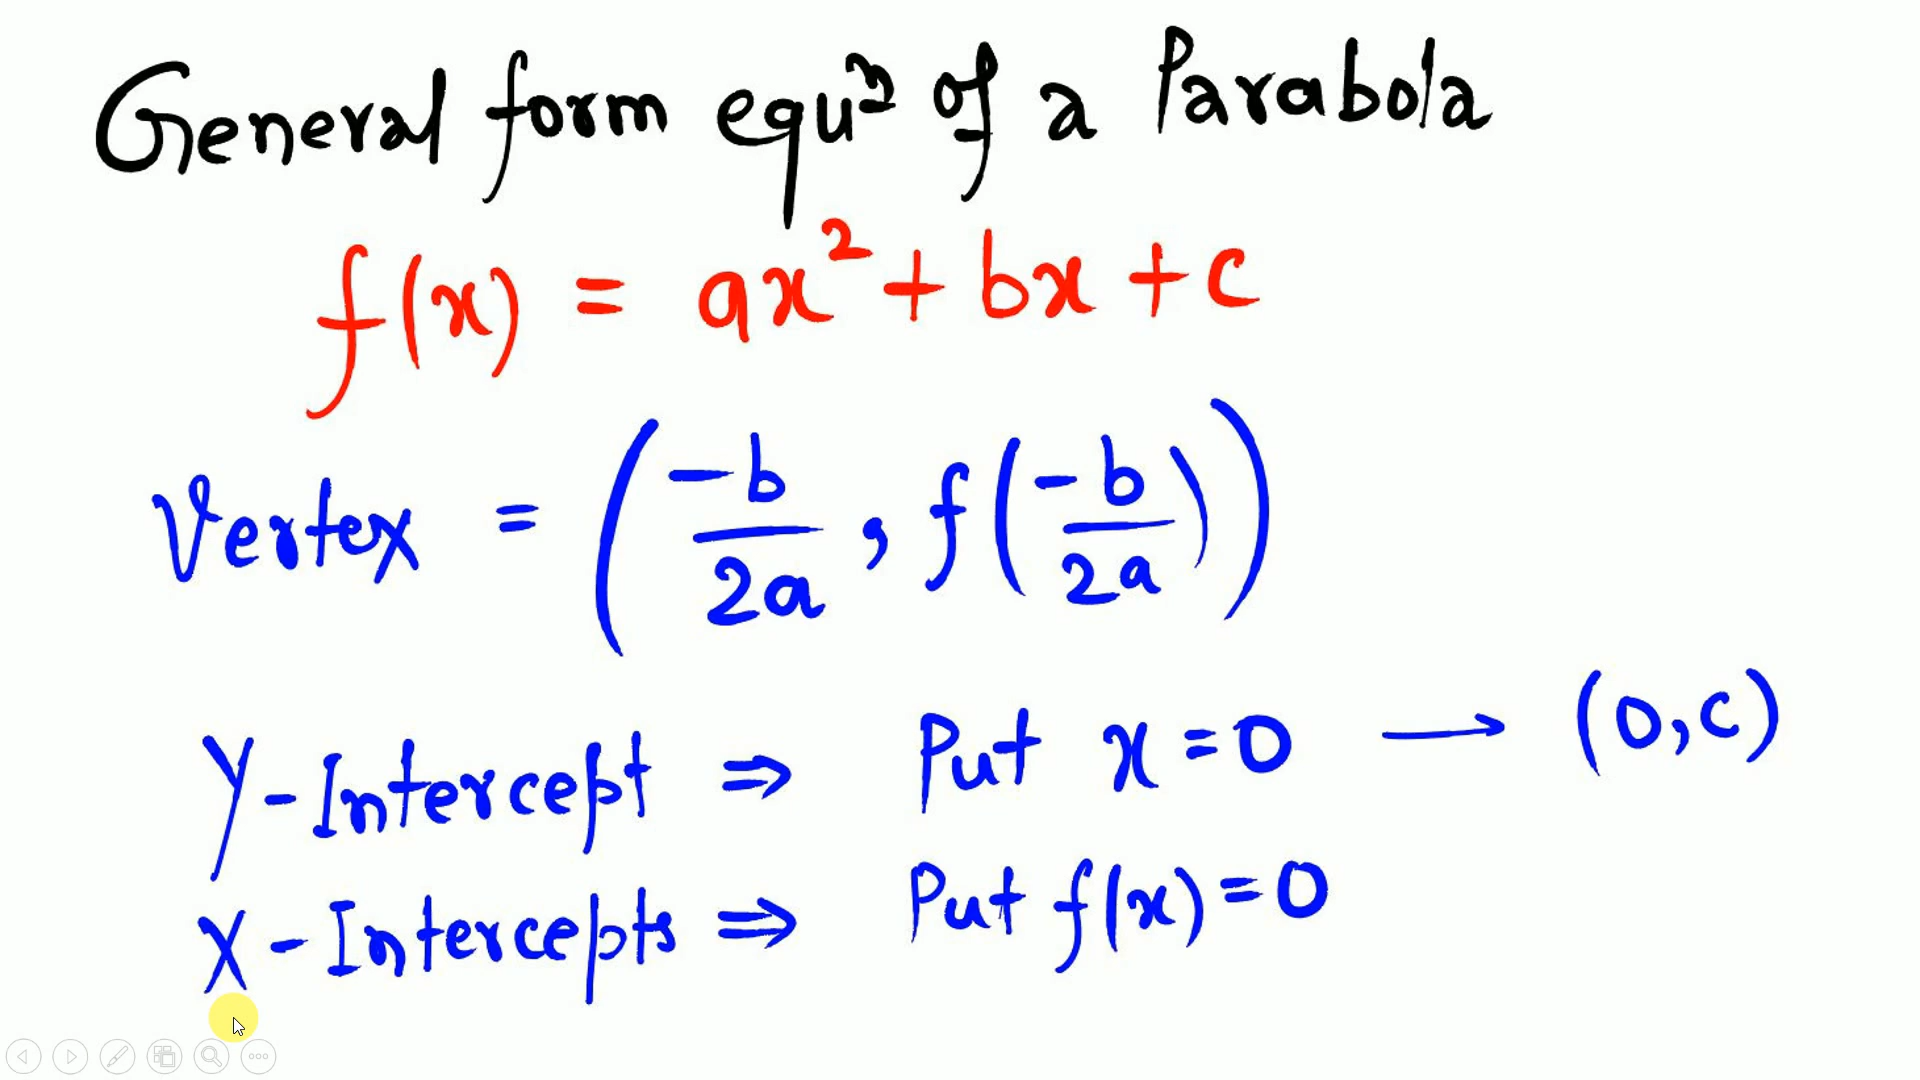 General form equⁿ of a Parabola
f(x) = ax² + bx + c
Vertex = (-b/2a, f(-b/2a))
Y-Intercept ⇒ Put x = 0 → (0, c)
X-Intercepts ⇒ Put f(x) = 0